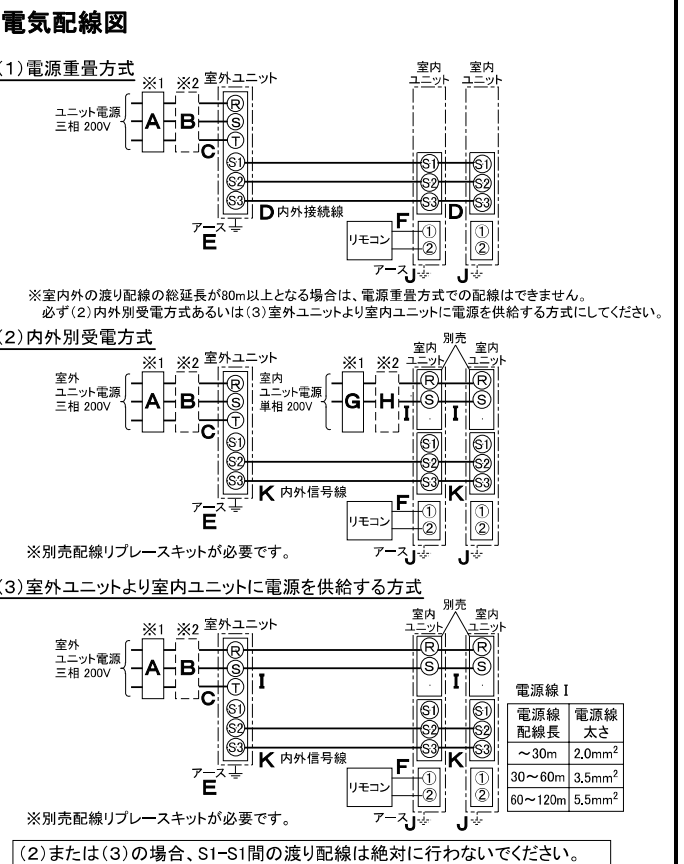 電気配線図
(1)電源重畳方式
※1 ※2 室外ユニット
室内
ユニット
室内
ユニット
ユニット電源
三相 200V
A
B
C
R
S
T
S1
S2
S3
S1
S2
S3
S1
S2
S3
D 内外接続線
D
F
リモコン
①
②
①
②
アース
E
アース
J
J
※室内外の渡り配線の総延長が80m以上となる場合は、電源重畳方式での配線はできません。
必ず(2)内外別受電方式あるいは(3)室外ユニットより室内ユニットに電源を供給する方式にしてください。
(2)内外別受電方式
※1 ※2 室外ユニット
※1 ※2
室内
ユニット
別売
室内
ユニット
室外
ユニット電源
三相 200V
A
B
C
R
S
T
S1
S2
S3
室内
ユニット電源
単相 200V
G
H
I
I
R
S
S1
S2
S3
R
S
S1
S2
S3
K 内外信号線
K
F
リモコン
①
②
①
②
アース
E
アース
J
J
※別売配線リプレースキットが必要です。
(3)室外ユニットより室内ユニットに電源を供給する方式
※1 ※2 室外ユニット
室内
ユニット
別売
室内
ユニット
室外
ユニット電源
三相 200V
A
B
C
R
S
T
S1
S2
S3
I
I
R
S
S1
S2
S3
R
S
S1
S2
S3
K 内外信号線
K
F
リモコン
①
②
①
②
アース
E
アース
J
J
電源線 I
電源線 電源線
配線長 太さ
～30m 2.0mm²
30～60m 3.5mm²
60～120m 5.5mm²
※別売配線リプレースキットが必要です。
(2)または(3)の場合、S1-S1間の渡り配線は絶対に行わないでください。